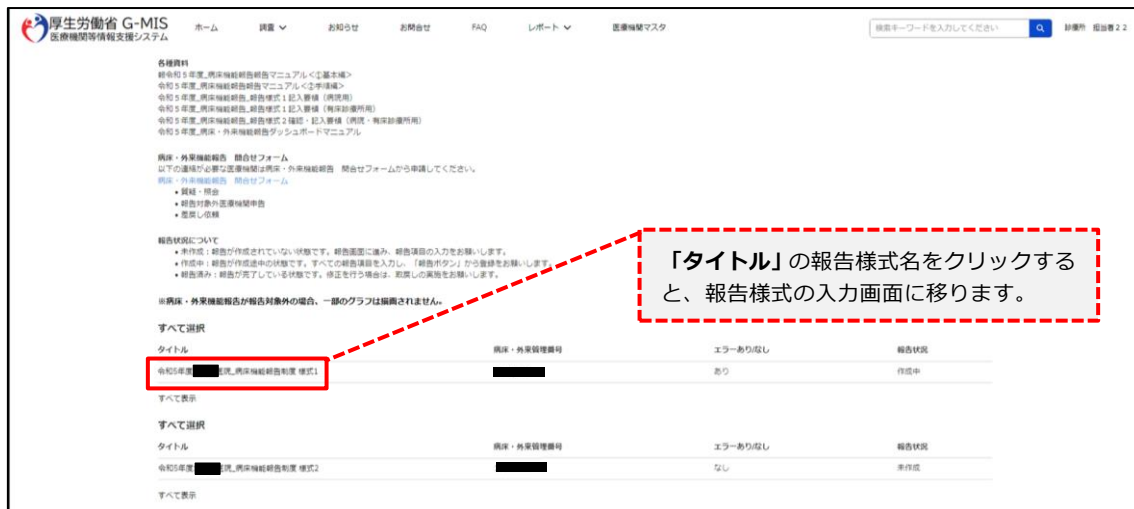 厚生労働省 G-MIS
医療機関等情報支援システム
ホーム 調査 お知らせ お問合せ FAQ レポート 医療機関マスタ
検索キーワードを入力してください
診療所 担当者22
各種資料
令和5年度_病床機能報告報告マニュアル<①基本編>
令和5年度_病床機能報告報告マニュアル<②手順編>
令和5年度_病床機能報告_報告様式1記入要領(病院用)
令和5年度_病床機能報告_報告様式1記入要領(有床診療所用)
令和5年度_病床機能報告_報告様式2確認・記入要領(病院・有床診療所用)
令和5年度_病床・外来機能報告ダッシュボードマニュアル
病床・外来機能報告 問合せフォーム
以下の連絡が必要な医療機関は病床・外来機能報告 問合せフォームから申請してください。
病床・外来機能報告 問合せフォーム
• 質疑・照会
• 報告対象外医療機関申告
• 差戻し依頼
報告状況について
• 未作成:報告が作成されていない状態です。報告画面に進み、報告項目の入力をお願いします。
• 作成中:報告が作成途中の状態です。すべての報告項目を入力し、「報告ボタン」から登録をお願いします。
• 報告済み:報告が完了している状態です。修正を行う場合は、取戻しの実施をお願いします。
「タイトル」の報告様式名をクリックする
と、報告様式の入力画面に移ります。
※病床・外来機能報告が報告対象外の場合、一部のグラフは描画されません。
すべて選択
タイトル 病床・外来管理番号 エラーあり/なし 報告状況
令和5年度 医院_病床機能報告制度 様式1 あり 作成中
すべて表示
すべて選択
タイトル 病床・外来管理番号 エラーあり/なし 報告状況
令和5年度 医院_病床機能報告制度 様式2 なし 未作成
すべて表示